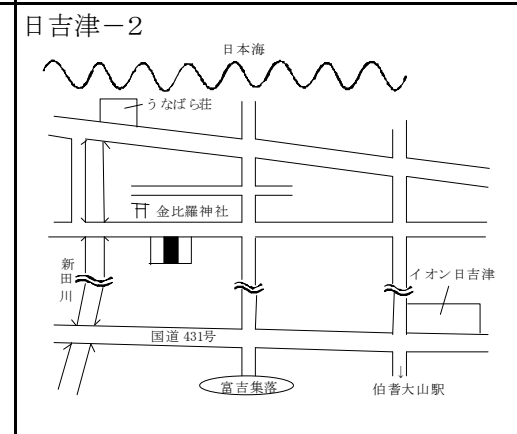 日吉津－2
日本海
うなばら荘
金比羅神社
新田川
イオン日吉津
国道 431号
富吉集落
↓
伯耆大山駅